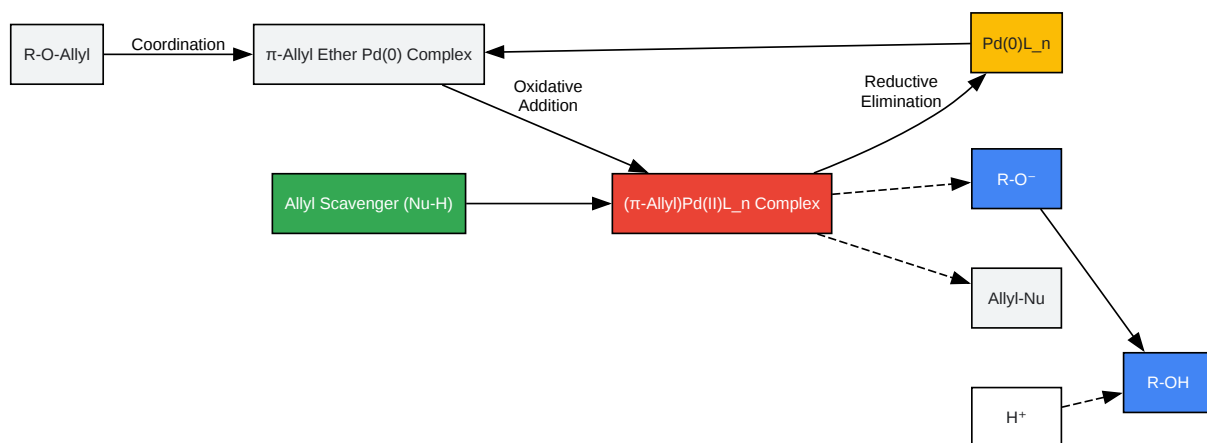 R-O-Allyl
Coordination
π-Allyl Ether Pd(0) Complex
Pd(0)L_n
Oxidative
Addition
Reductive
Elimination
Allyl Scavenger (Nu-H)
(π-Allyl)Pd(II)L_n Complex
R-O⁻
Allyl-Nu
R-OH
H⁺